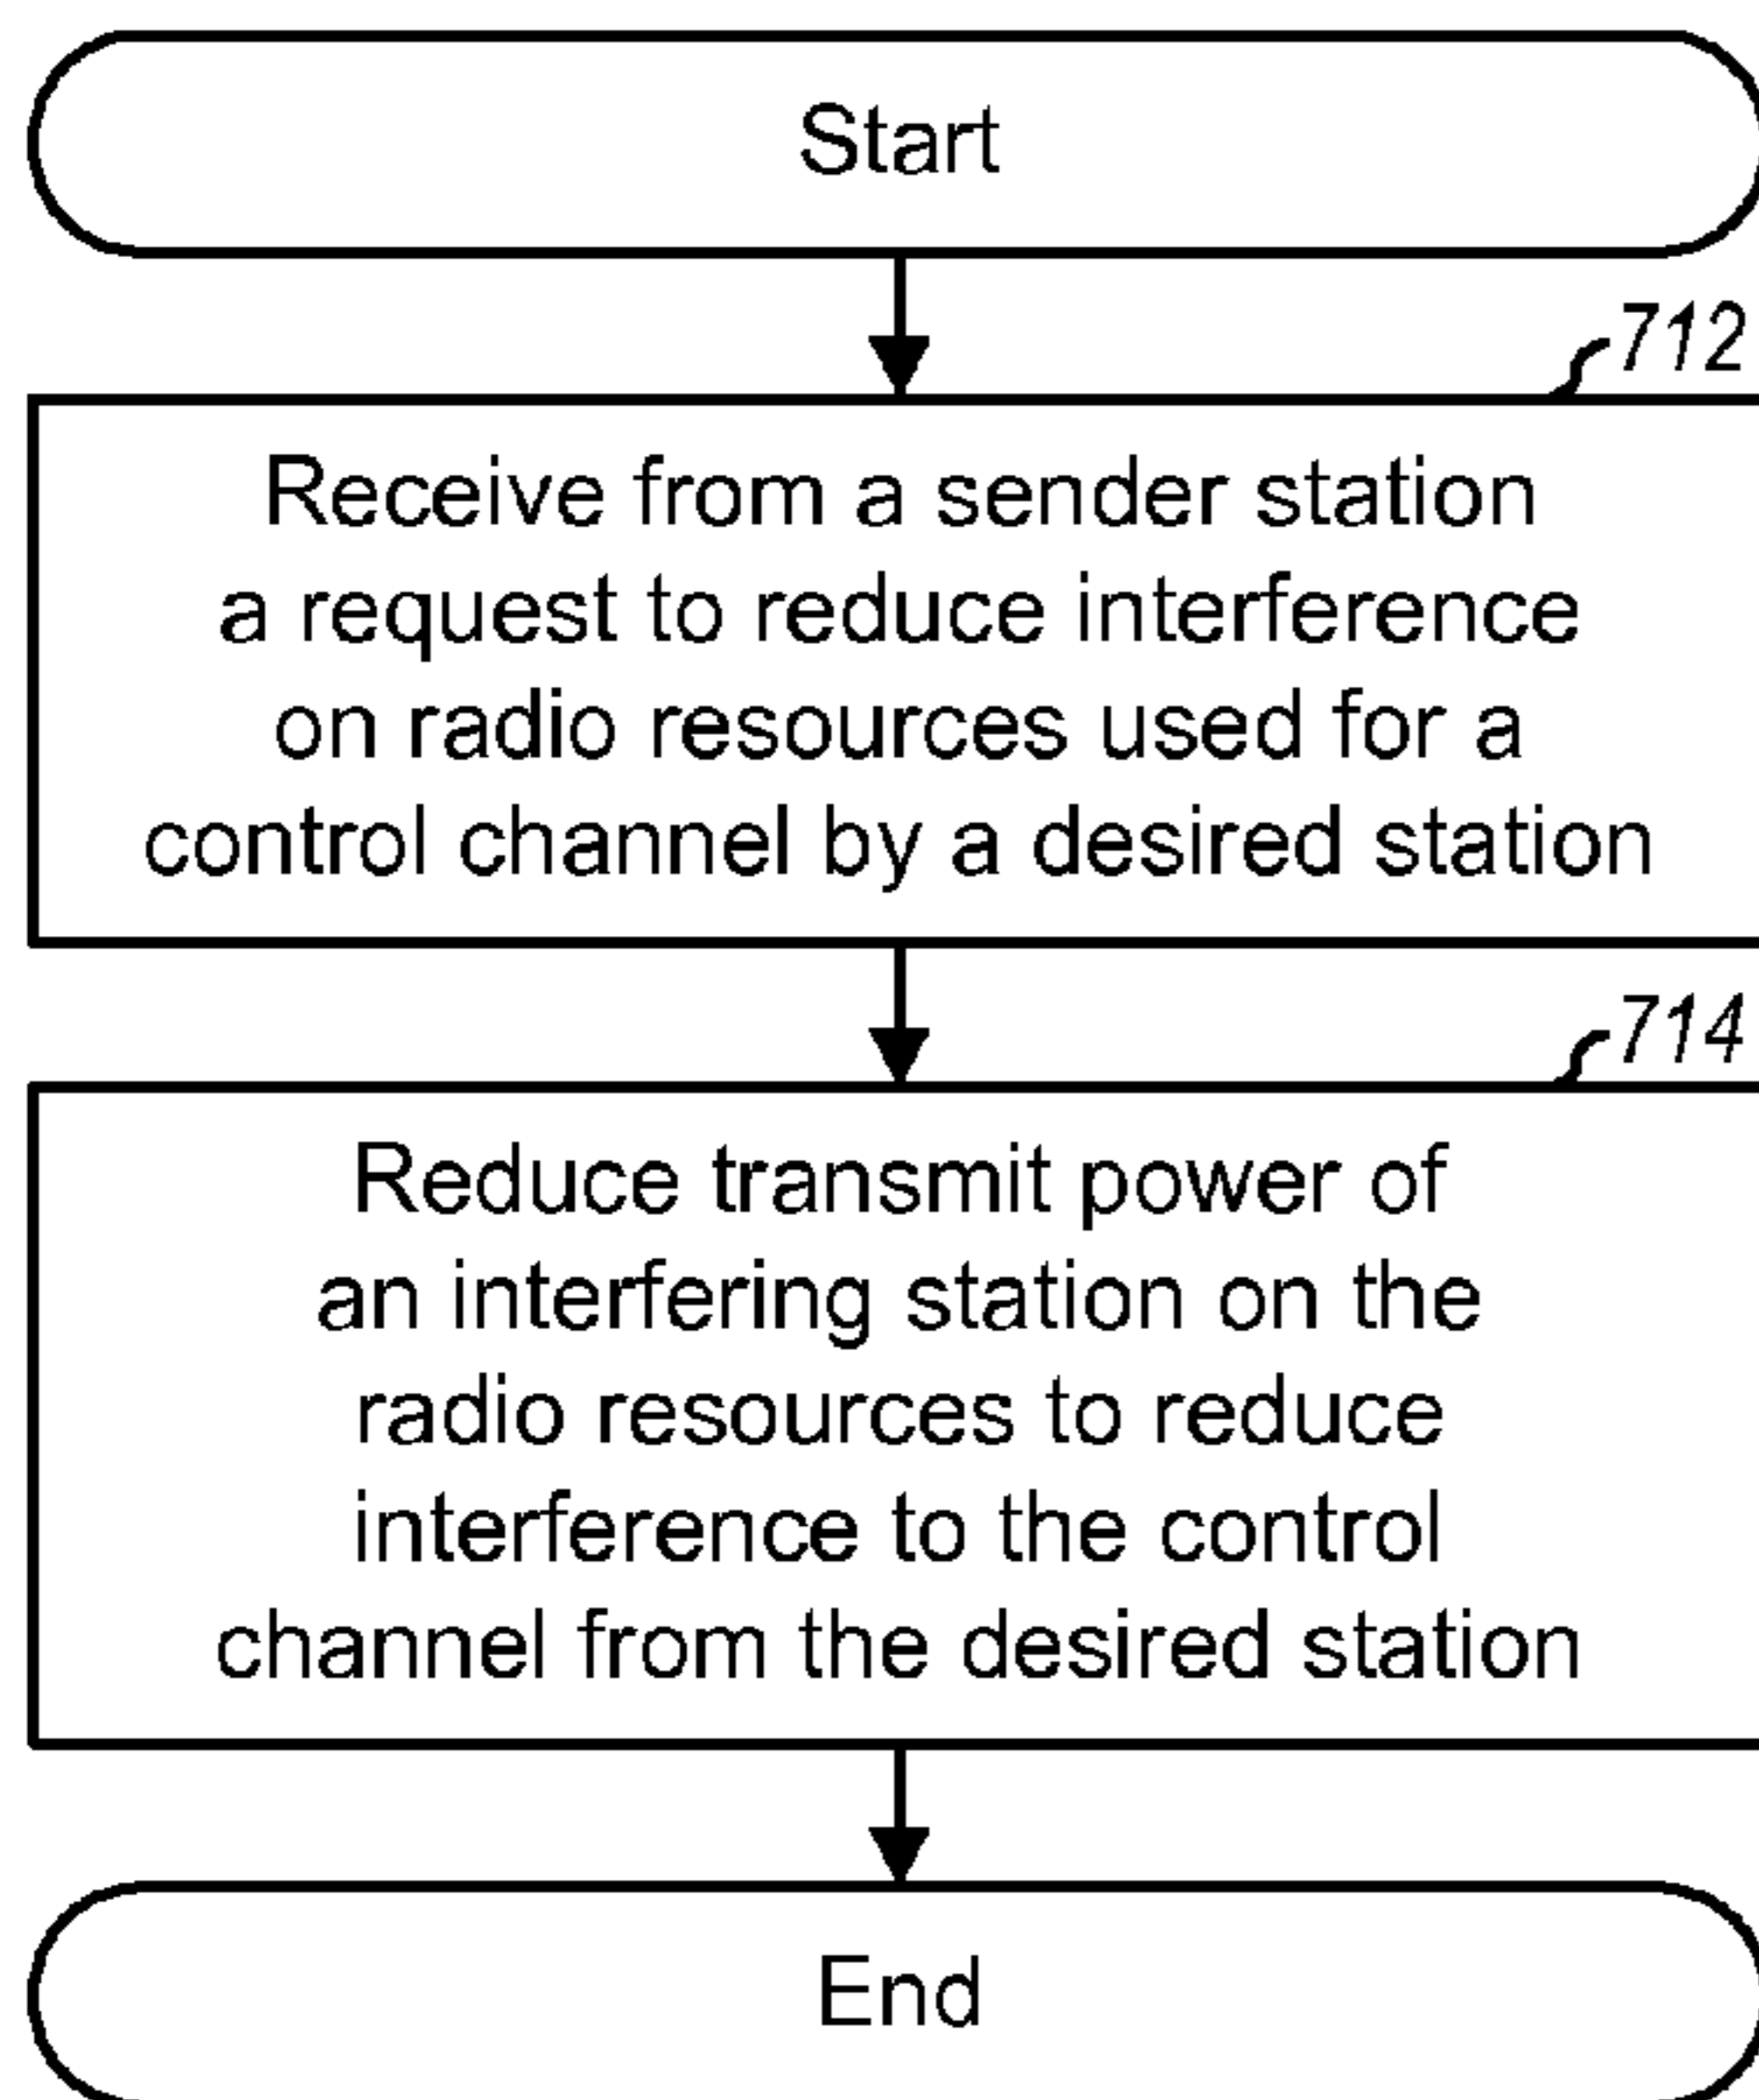 Start
712
Receive from a sender station
a request to reduce interference
on radio resources used for a
control channel by a desired station
714
Reduce transmit power of
an interfering station on the
radio resources to reduce
interference to the control
channel from the desired station
End